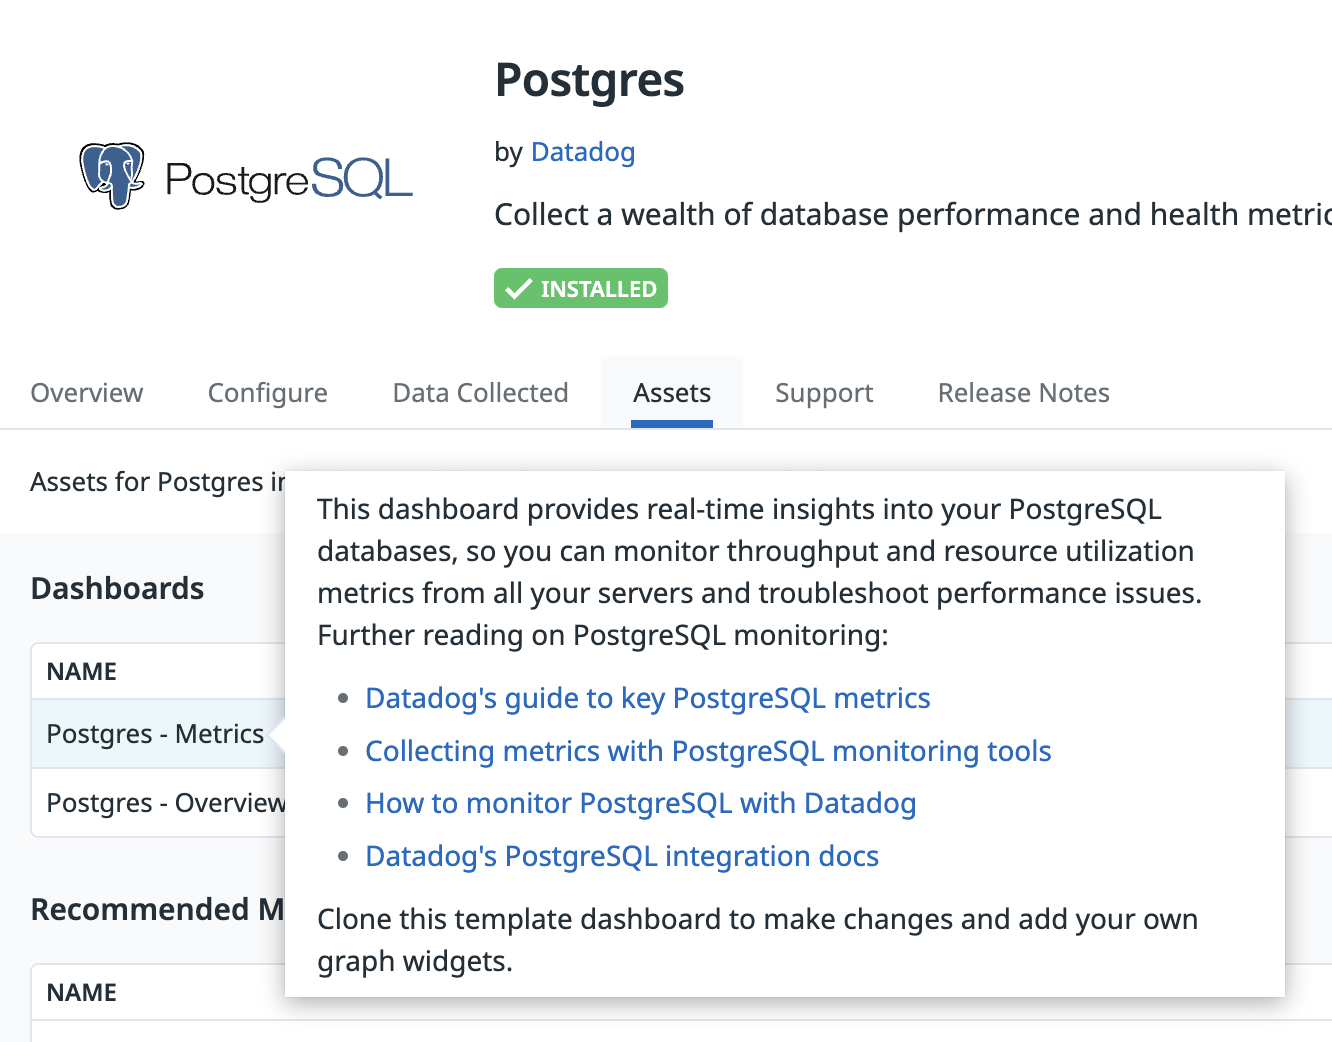 Postgres
PostgreSQL
by Datadog
Collect a wealth of database performance and health
INSTALLED
Overview
Configure
Data Collected
Assets
Support
Release Notes
Assets for Postgres
This dashboard provides real-time insights into your PostgreSQL
databases, so you can monitor throughput and resource utilization
metrics from all your servers and troubleshoot performance issues.
Further reading on PostgreSQL monitoring:
Datadog's guide to key PostgreSQL metrics
Collecting metrics with PostgreSQL monitoring tools
How to monitor PostgreSQL with Datadog
Datadog's PostgreSQL integration docs
Clone this template dashboard to make changes and add your own
graph widgets.
Dashboards
NAME
Postgres - Metrics
Postgres - Overview
Recommended
NAME